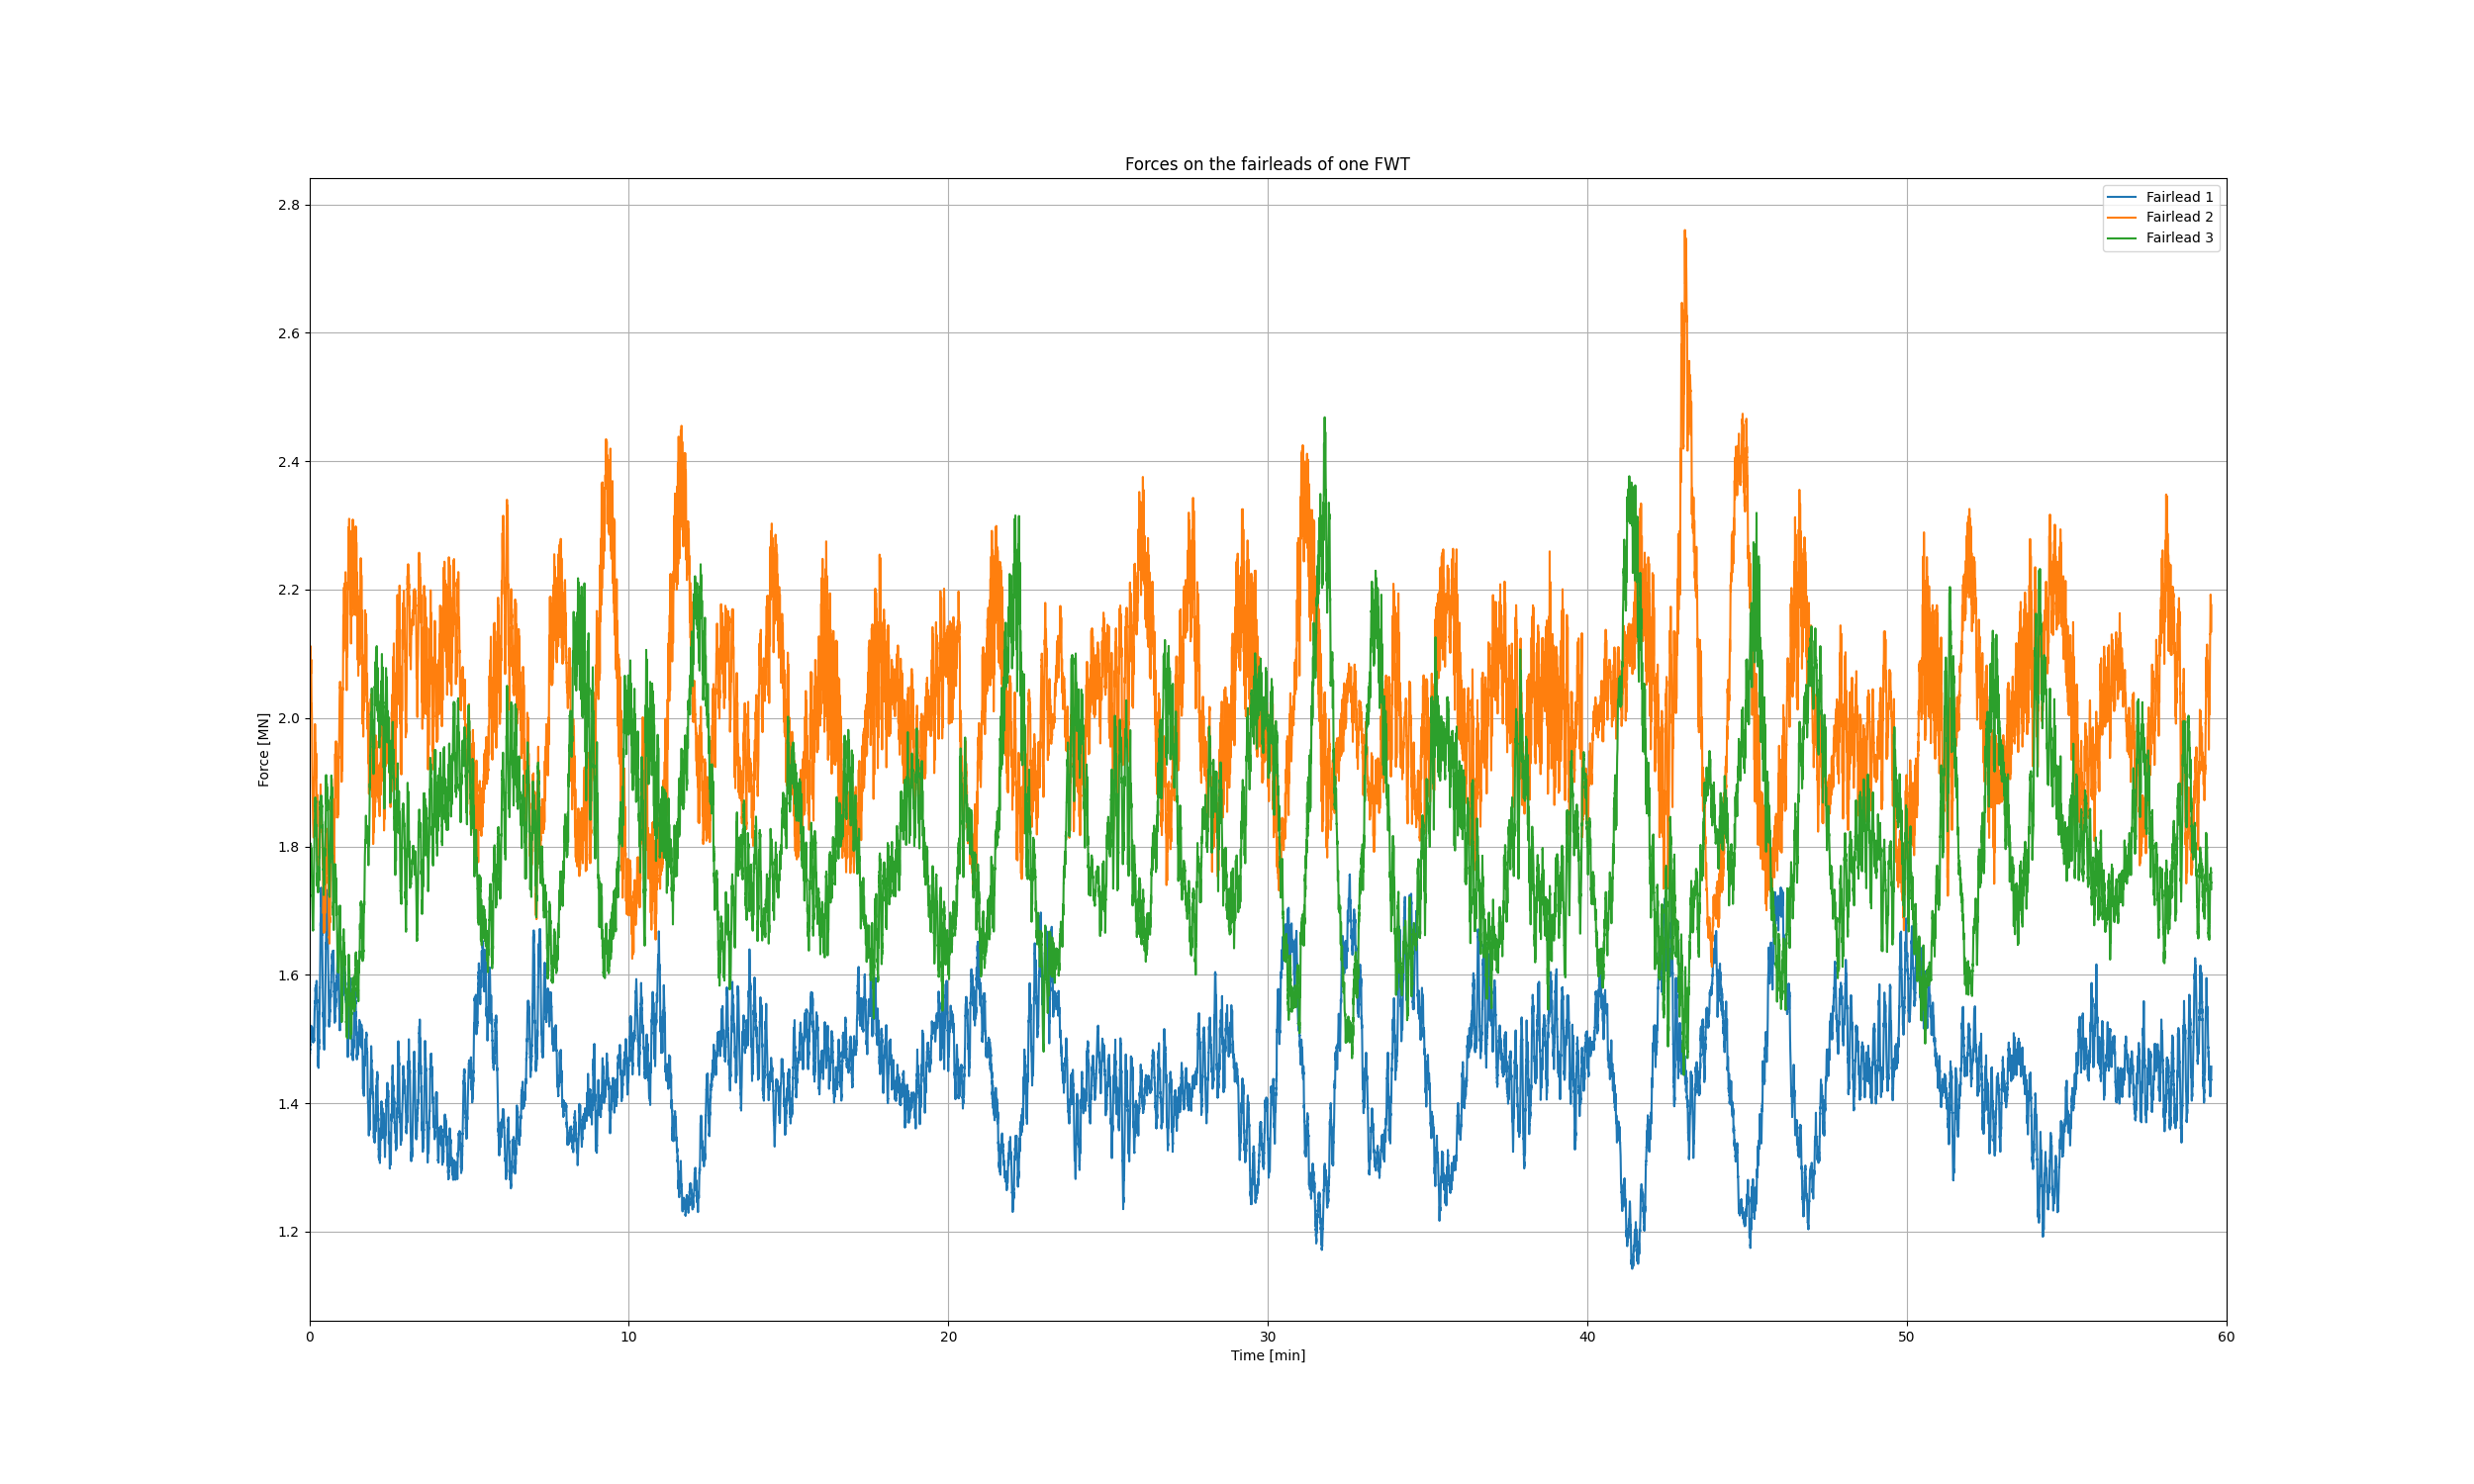 Forces on the fairleads of one FWT
Fairlead 1
Fairlead 2
Fairlead 3
Force [MN]
2.8
2.6
2.4
2.2
2.0
1.8
1.6
1.4
1.2
0 10 20 30 40 50 60
Time [min]